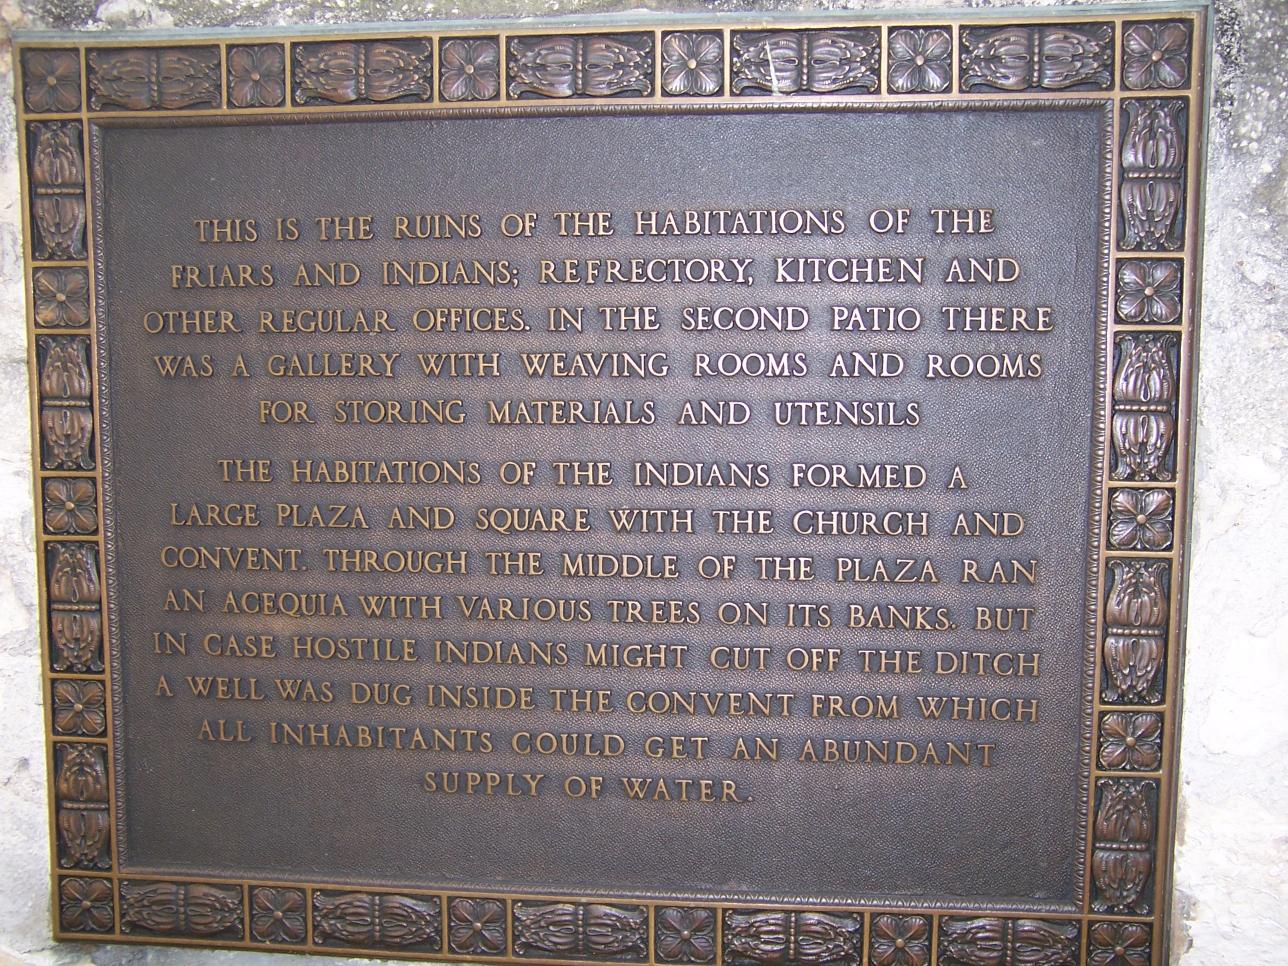 THIS IS THE RUINS OF THE HABITATIONS OF THE
FRIARS AND INDIANS; REFRECTORY, KITCHEN AND
OTHER REGULAR OFFICES. IN THE SECOND PATIO THERE
WAS A GALLERY WITH WEAVING ROOMS AND ROOMS
FOR STORING MATERIALS AND UTENSILS
THE HABITATIONS OF THE INDIANS FORMED A
LARGE PLAZA AND SQUARE WITH THE CHURCH AND
CONVENT. THROUGH THE MIDDLE OF THE PLAZA RAN
AN ACEQUIA WITH VARIOUS TREES ON ITS BANKS. BUT
IN CASE HOSTILE INDIANS MIGHT CUT OFF THE DITCH
A WELL WAS DUG INSIDE THE CONVENT FROM WHICH
ALL INHABITANTS COULD GET AN ABUNDANT
SUPPLY OF WATER.